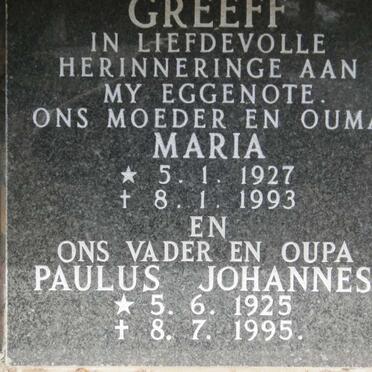 GREEFF
IN LIEFDEVOLLE
HERINNERINGE AAN
MY EGGENOTE.
ONS MOEDER EN OUMA
MARIA
★ 5. 1. 1927
† 8. 1. 1993
EN
ONS VADER EN OUPA
PAULUS JOHANNES
★ 5. 6. 1925
† 8. 7. 1995.